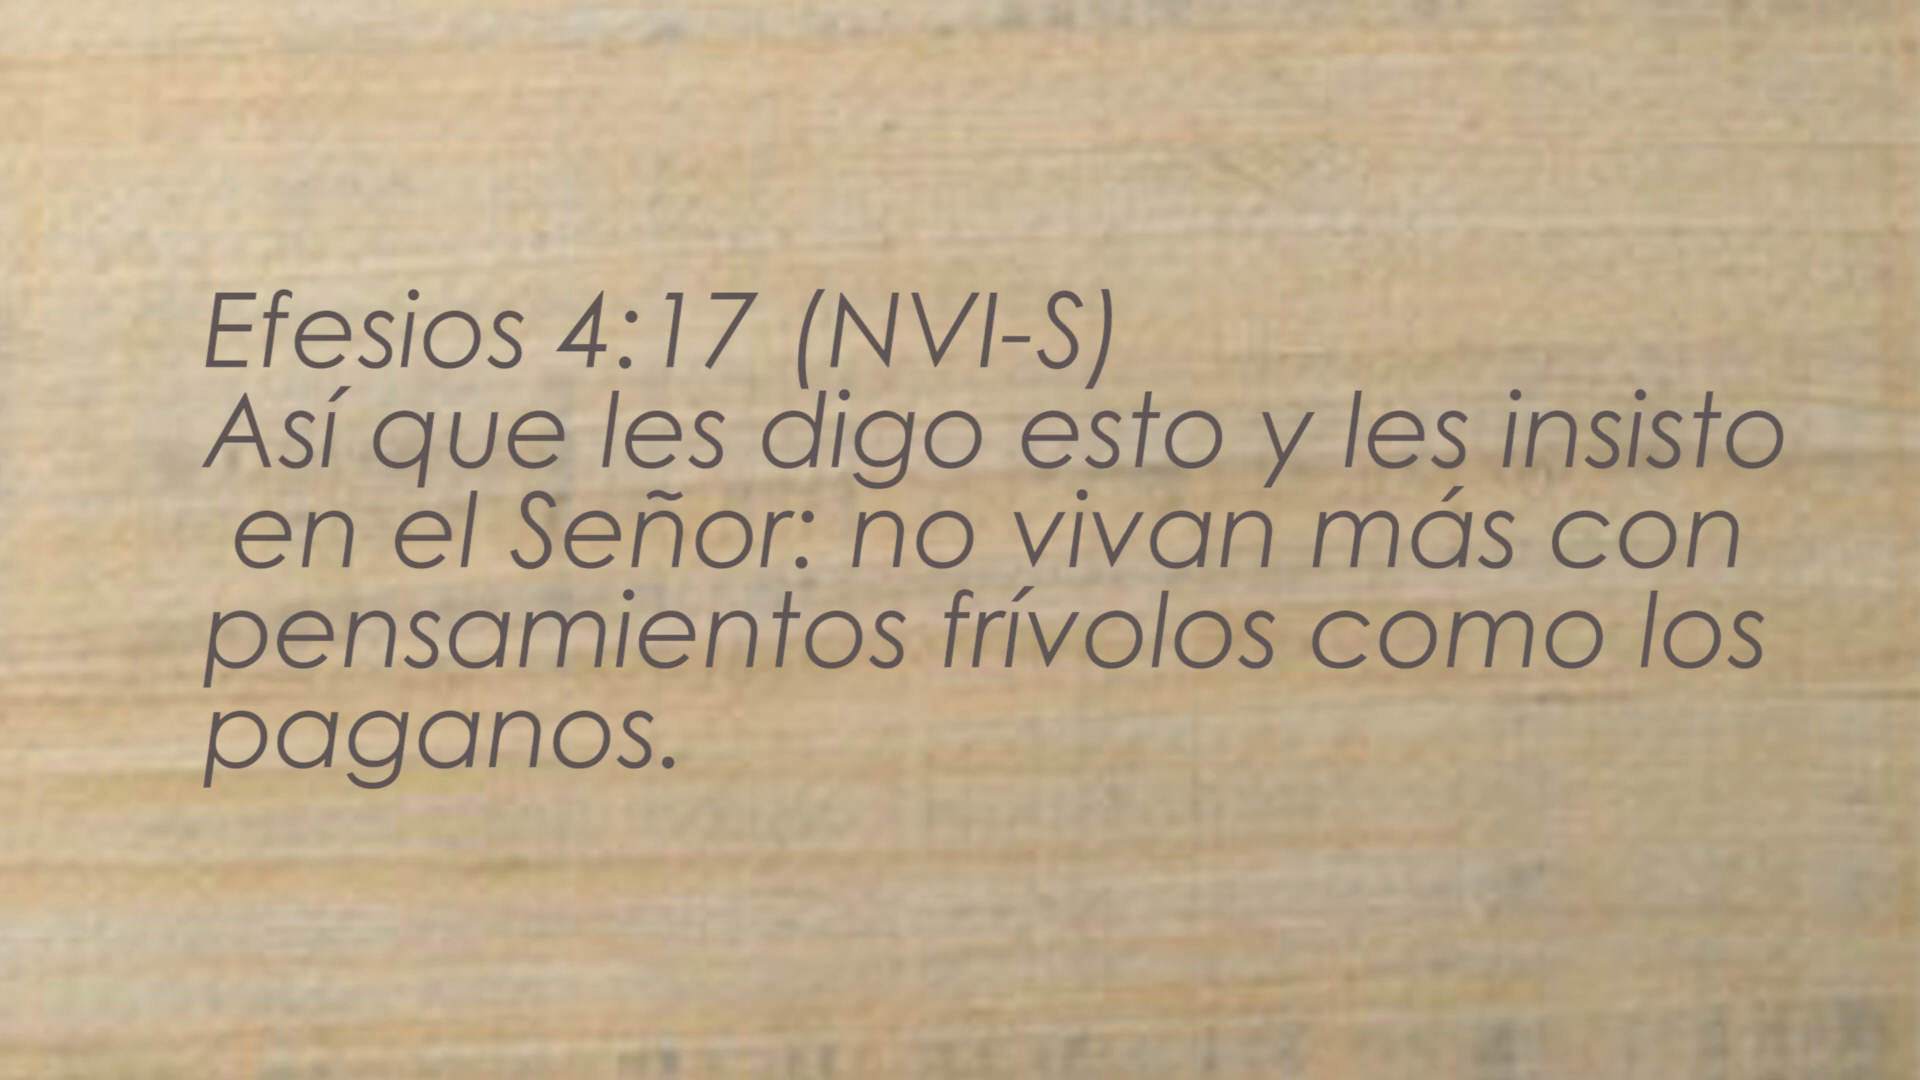 Efesios 4:17 (NVI-S)
Así que les digo esto y les insisto
en el Señor: no vivan más con
pensamientos frívolos como los
paganos.